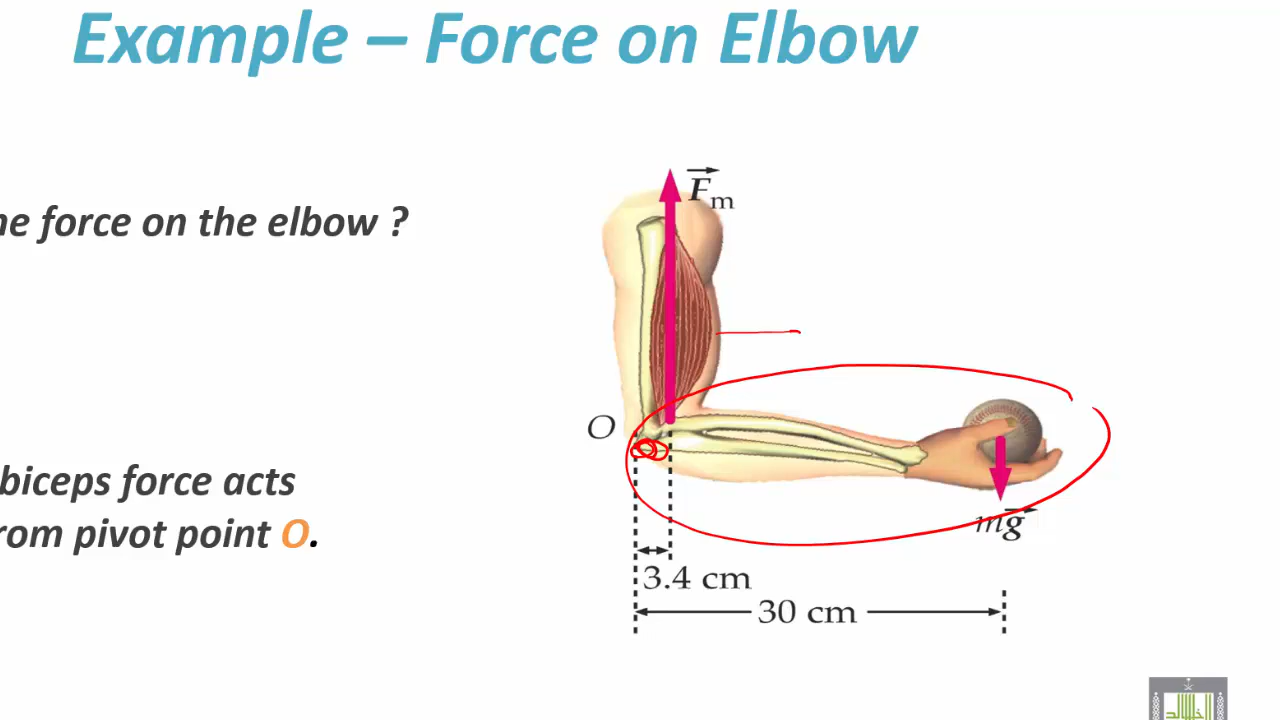 Example – Force on Elbow
F m
he force on the elbow ?
O
biceps force acts
rom pivot point O.
mg
3.4 cm
30 cm